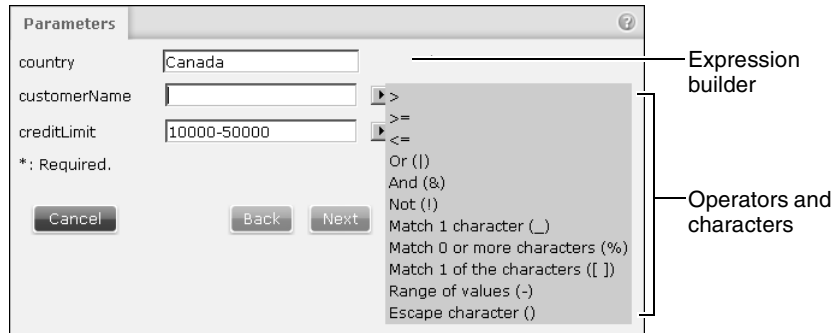 Parameters
?
country Canada
Expression
builder
customerName
creditLimit 10000-50000
*: Required.
Cancel Back Next
>
>=
<=
Or (|)
And (&)
Not (!)
Match 1 character (_)
Match 0 or more characters (%)
Match 1 of the characters ([ ])
Range of values (-)
Escape character ()
Operators and
characters